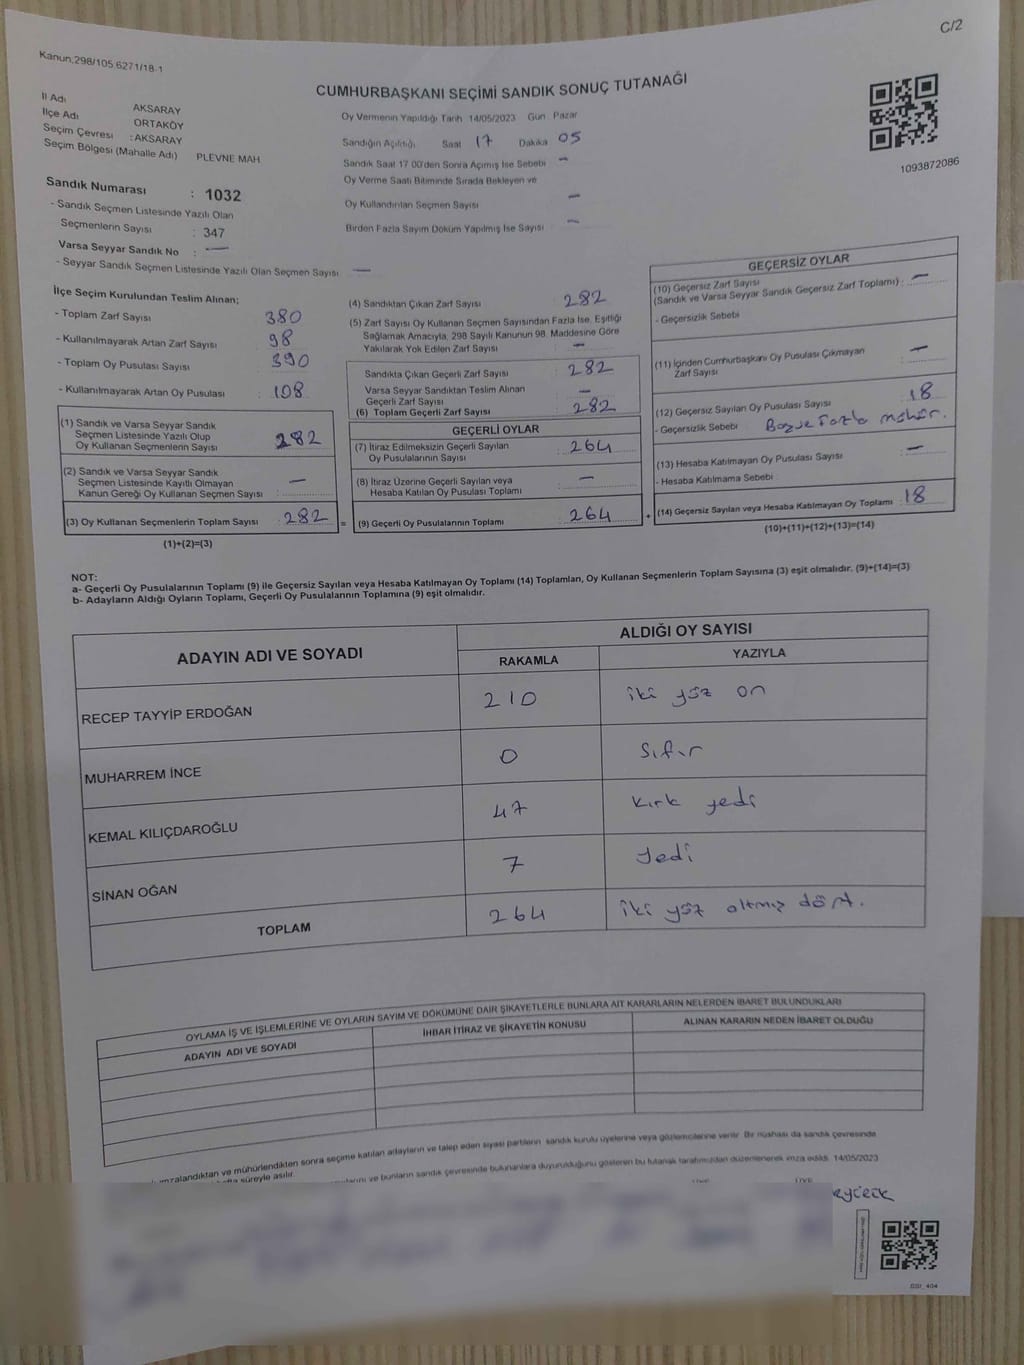 C/2
Kanun:298/105.6271/18-1
CUMHURBAŞKANI SEÇİMİ SANDIK SONUÇ TUTANAĞI
İl Adı AKSARAY
İlçe Adı ORTAKÖY
Seçim Çevresi : AKSARAY
Seçim Bölgesi (Mahalle Adı) PLEVNE MAH.
Sandık Numarası : 1032
- Sandık Seçmen Listesinde Yazılı Olan
Seçmenlerin Sayısı : 347
Varsa Seyyar Sandık No : —
- Seyyar Sandık Seçmen Listesinde Yazılı Olan Seçmen Sayısı —
Oy Vermenin Yapıldığı Tarih 14/05/2023 Gün Pazar
Sandığın Açıldığı Saat 17 Dakika 05
Sandık Saat 17 00'den Sonra Açımış İse Sebebi –
Oy Verme Saati Bitiminde Sırada Bekleyen ve
Oy Kullandırılan Seçmen Sayısı –
Birden Fazla Sayım Döküm Yapılmış İse Sayısı –
1093872086
İlçe Seçim Kurulundan Teslim Alınan;
- Toplam Zarf Sayısı 380
- Kullanılmayarak Artan Zarf Sayısı : 98
- Toplam Oy Pusulası Sayısı 390
- Kullanılmayarak Artan Oy Pusulası : 108
(1) Sandık ve Varsa Seyyar Sandık
Seçmen Listesinde Yazılı Olup
Oy Kullanan Seçmenlerin Sayısı : 282
(2) Sandık ve Varsa Seyyar Sandık
Seçmen Listesinde Kayıtlı Olmayan
Kanun Gereği Oy Kullanan Seçmen Sayısı : –
(3) Oy Kullanan Seçmenlerin Toplam Sayısı : 282
(1)+(2)=(3)
=
(4) Sandıktan Çıkan Zarf Sayısı : 282
(5) Zarf Sayısı Oy Kullanan Seçmen Sayısından Fazla İse, Eşitliği
Sağlamak Amacıyla, 298 Sayılı Kanunun 98. Maddesine Göre
Yakılarak Yok Edilen Zarf Sayısı : –
Sandıkta Çıkan Geçerli Zarf Sayısı : 282
Varsa Seyyar Sandıktan Teslim Alınan
Geçerli Zarf Sayısı : –
(6) Toplam Geçerli Zarf Sayısı : 282
GEÇERLİ OYLAR
(7) İtiraz Edilmeksizin Geçerli Sayılan
Oy Pusulalarının Sayısı : 264
(8) İtiraz Üzerine Geçerli Sayılan veya
Hesaba Katılan Oy Pusulası Toplamı : –
(9) Geçerli Oy Pusulalarının Toplamı : 264
+
GEÇERSİZ OYLAR
(10) Geçersiz Zarf Sayısı
(Sandık ve Varsa Seyyar Sandık Geçersiz Zarf Toplamı) : –
- Geçersizlik Sebebi
(11) İçinden Cumhurbaşkanı Oy Pusulası Çıkmayan
Zarf Sayısı : –
(12) Geçersiz Sayılan Oy Pusulası Sayısı : 18
- Geçersizlik Sebebi : Boş ve fazla mühür.
(13) Hesaba Katılmayan Oy Pusulası Sayısı : –
- Hesaba Katılmama Sebebi :
(14) Geçersiz Sayılan veya Hesaba Katılmayan Oy Toplamı : 18
(10)+(11)+(12)+(13)=(14)
NOT:
a- Geçerli Oy Pusulalarının Toplamı (9) ile Geçersiz Sayılan veya Hesaba Katılmayan Oy Toplamı (14) Toplamları, Oy Kullanan Seçmenlerin Toplam Sayısına (3) eşit olmalıdır. (9)+(14)=(3)
b- Adayların Aldığı Oyların Toplamı, Geçerli Oy Pusulalarının Toplamına (9) eşit olmalıdır.
ADAYIN ADI VE SOYADI
ALDIĞI OY SAYISI
RAKAMLA YAZIYLA
RECEP TAYYİP ERDOĞAN 210 iki yüz on
MUHARREM İNCE 0 sıfır
KEMAL KILIÇDAROĞLU 47 kırk yedi
SİNAN OĞAN 7 yedi
TOPLAM 264 iki yüz altmış dört.
OYLAMA İŞ VE İŞLEMLERİNE VE OYLARIN SAYIM VE DÖKÜMÜNE DAİR ŞİKAYETLERLE BUNLARA AİT KARARLARIN NELERDEN İBARET BULUNDUKLARI
ADAYIN ADI VE SOYADI İHBAR İTİRAZ VE ŞİKAYETİN KONUSU ALINAN KARARIN NEDEN İBARET OLDUĞU
imzalandıktan ve mühürlendikten sonra seçime katılan adayların ve talep eden siyasi partilerin sandık kurulu üyelerine veya gözlemcilerine verilir. Bir nüshası da sandık çevresinde
süreyle asılır.
ve bunların sandık çevresinde bulunanlara duyurulduğunu gösteren bu tutanak tarafımızdan düzenlenerek imza edildi. 14/05/2023